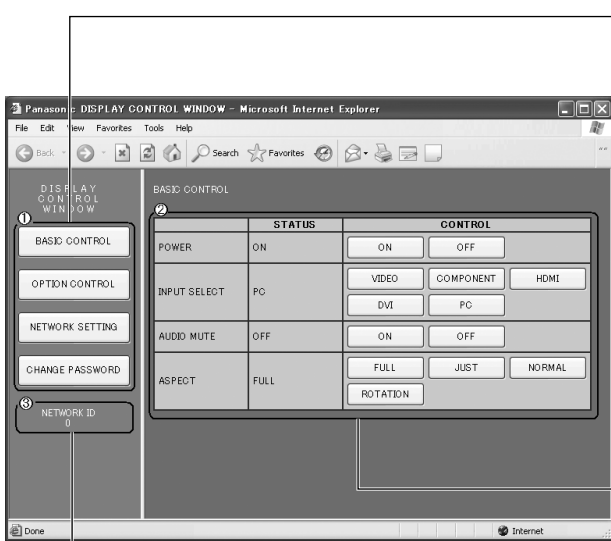 Panasonic DISPLAY CONTROL WINDOW - Microsoft Internet Explorer
File Edit View Favorites Tools Help
Back Search Favorites
DISPLAY
CONTROL
WINDOW
①
BASIC CONTROL
OPTION CONTROL
NETWORK SETTING
CHANGE PASSWORD
③
NETWORK ID
0
BASIC CONTROL
②
STATUS CONTROL
POWER ON ON OFF
INPUT SELECT PC VIDEO COMPONENT HDMI
DVI PC
AUDIO MUTE OFF ON OFF
ASPECT FULL FULL JUST NORMAL
ROTATION
Done Internet